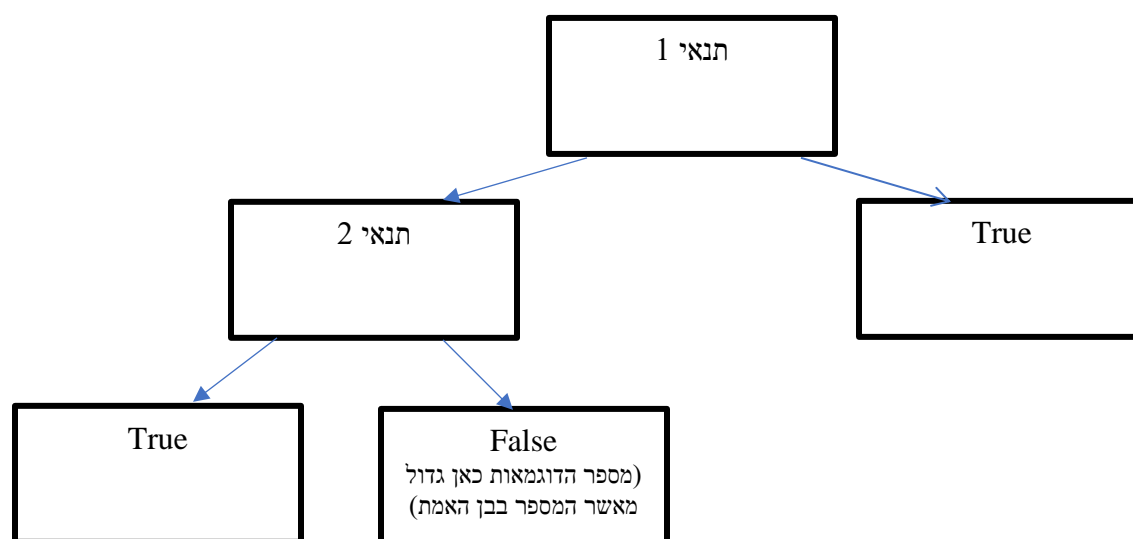 תנאי 1
תנאי 2
True
True
False
(מספר הדוגמאות כאן גדול
מאשר המספר בבן האמת)